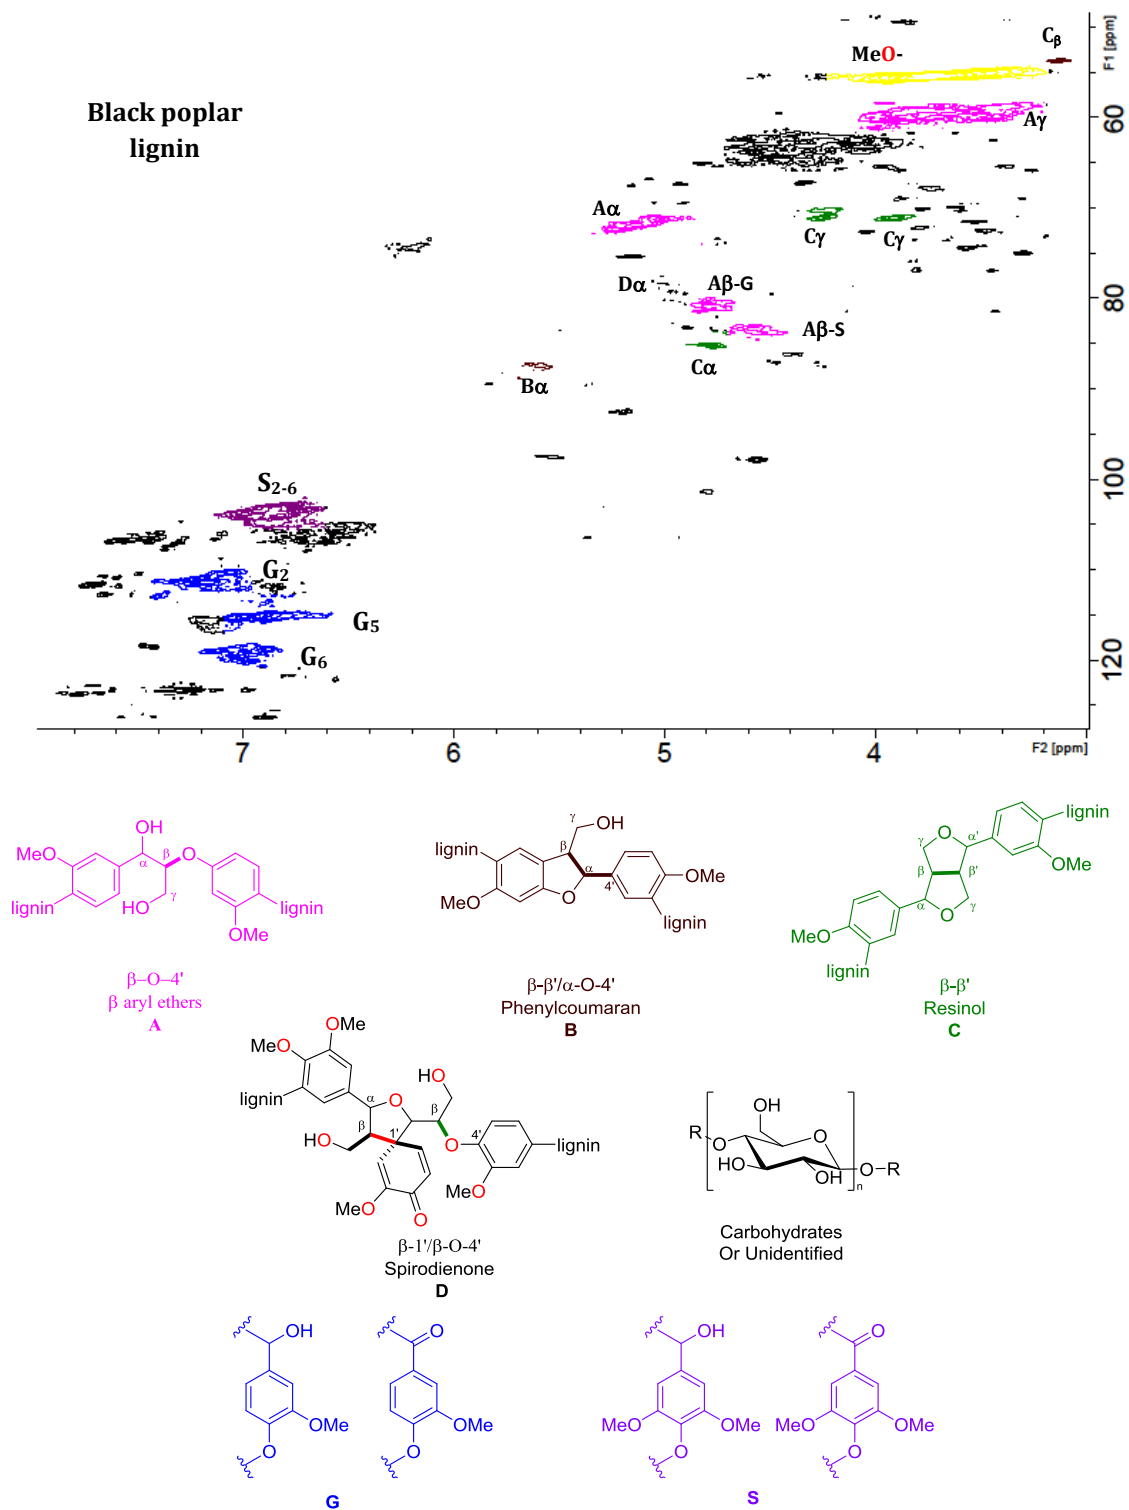 Black poplar
lignin
MeO-
Cβ
F1 [ppm]
Aγ
60
Aα
Cγ
Cγ
Dα
Aβ-G
80
Aβ-S
Cα
Bα
S2-6
100
G2
G5
G6
120
7
6
5
4
F2 [ppm]
OH
MeO
α
β
O
γ
HO
lignin
lignin
OMe
β–O–4'
β aryl ethers
A
γ
OH
lignin
β
α
4'
MeO
O
OMe
lignin
β-β'/α-O-4'
Phenylcoumaran
B
lignin
O
α'
γ
OMe
β
β'
α
O
γ
MeO
lignin
β-β'
Resinol
C
OMe
MeO
HO
lignin
α
O
β
β
HO
1'
O
4'
lignin
MeO
MeO
O
β-1'/β-O-4'
Spirodienone
D
OH
R
O
O
HO
OH
O–R
n
Carbohydrates
Or Unidentified
OH
O
OMe
OMe
O
O
G
OH
O
MeO
OMe
MeO
OMe
O
O
S